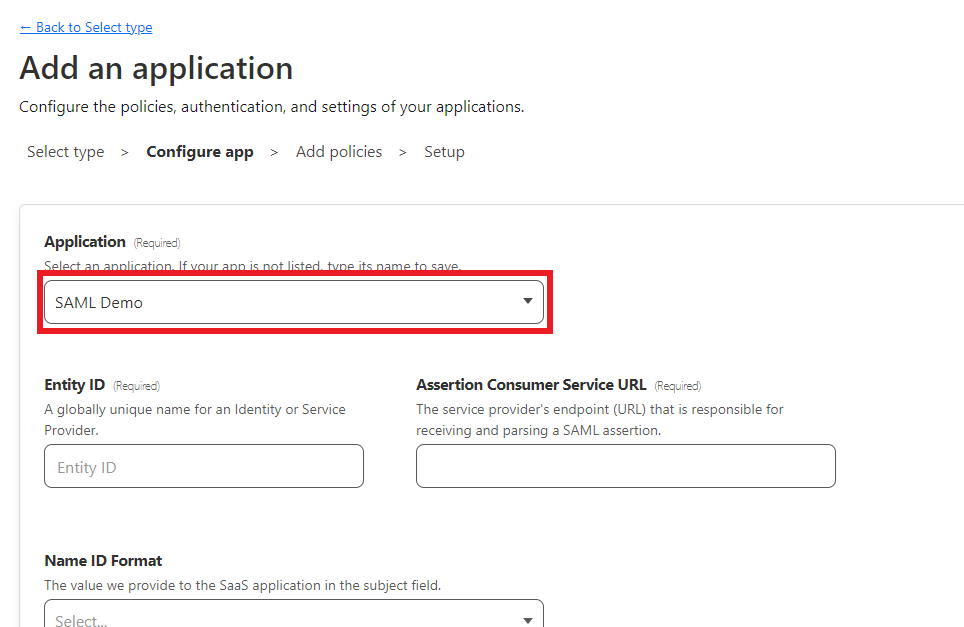 ← Back to Select type
Add an application
Configure the policies, authentication, and settings of your applications.
Select type > Configure app > Add policies > Setup
Application (Required)
Select an application. If your app is not listed, type its name to save.
SAML Demo
Entity ID (Required)
A globally unique name for an Identity or Service
Provider.
Entity ID
Assertion Consumer Service URL (Required)
The service provider's endpoint (URL) that is responsible for
receiving and parsing a SAML assertion.
Name ID Format
The value we provide to the SaaS application in the subject field.
Select...